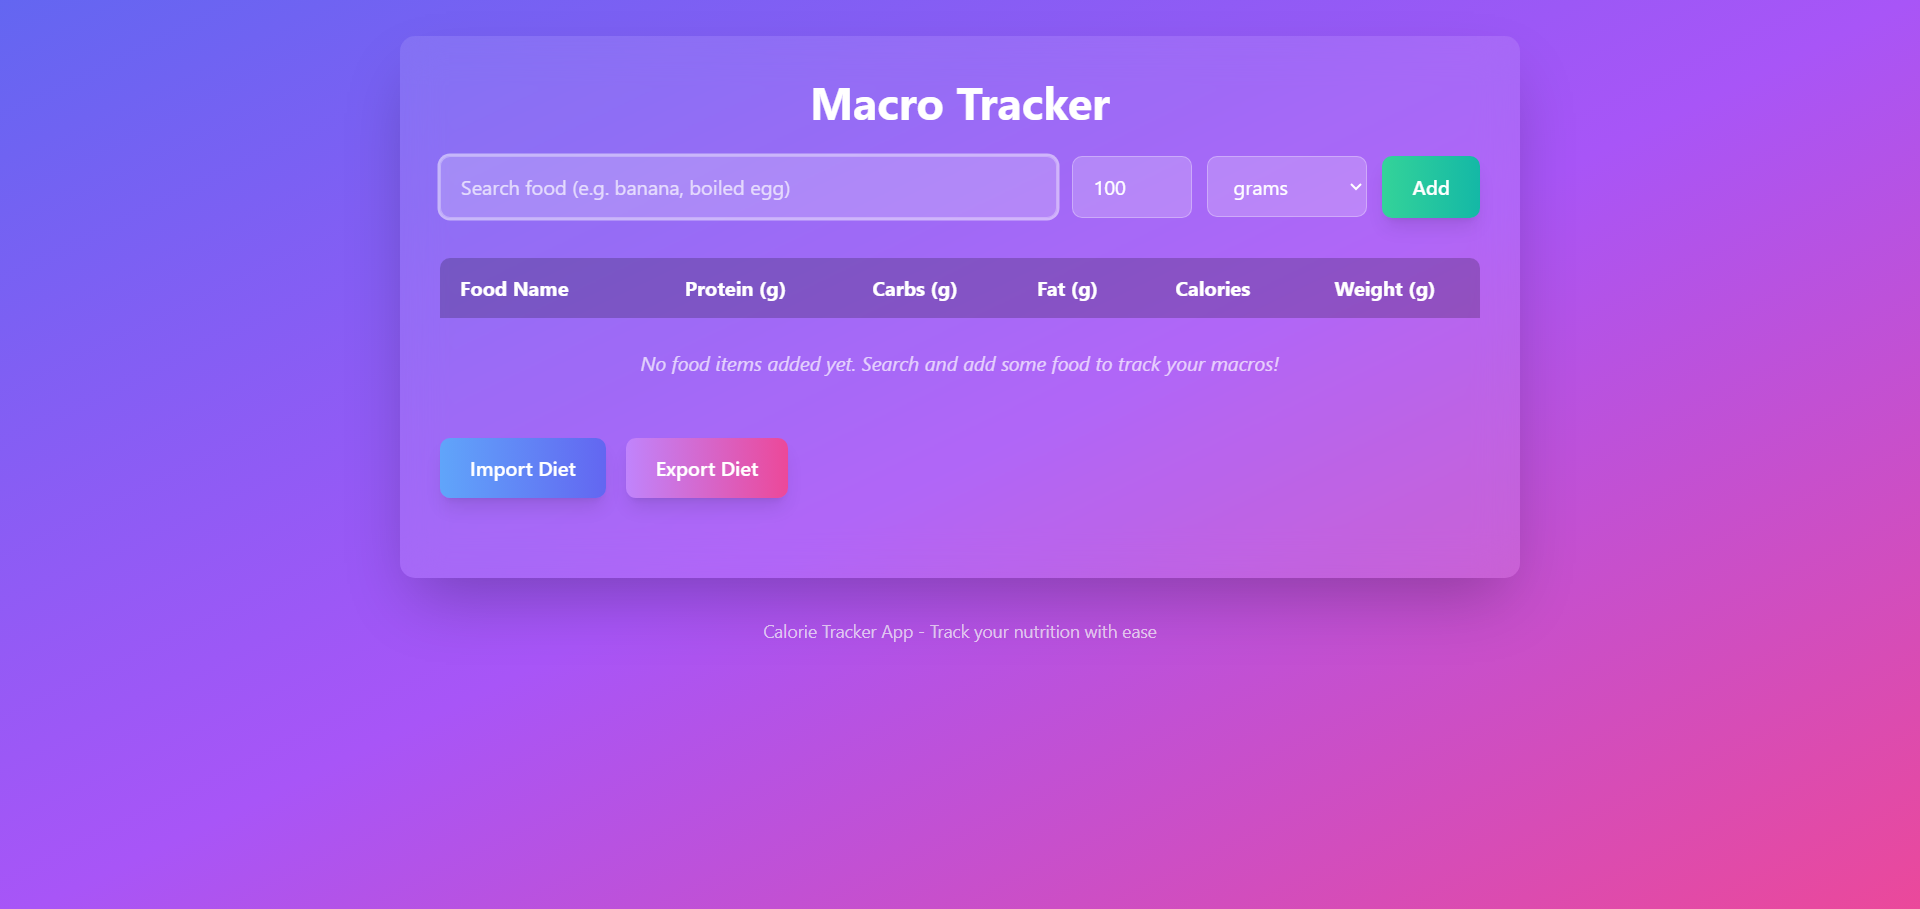 Macro Tracker
Search food (e.g. banana, boiled egg) 100 grams Add
Food Name Protein (g) Carbs (g) Fat (g) Calories Weight (g)
No food items added yet. Search and add some food to track your macros!
Import Diet Export Diet
Calorie Tracker App - Track your nutrition with ease